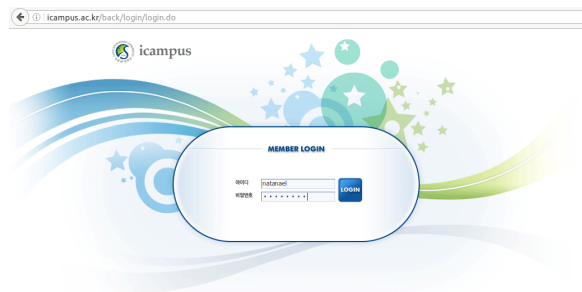 icampus.ac.kr/back/login/login.do
icampus
MEMBER LOGIN
아이디 natanael
비밀번호 ••••••••
LOGIN